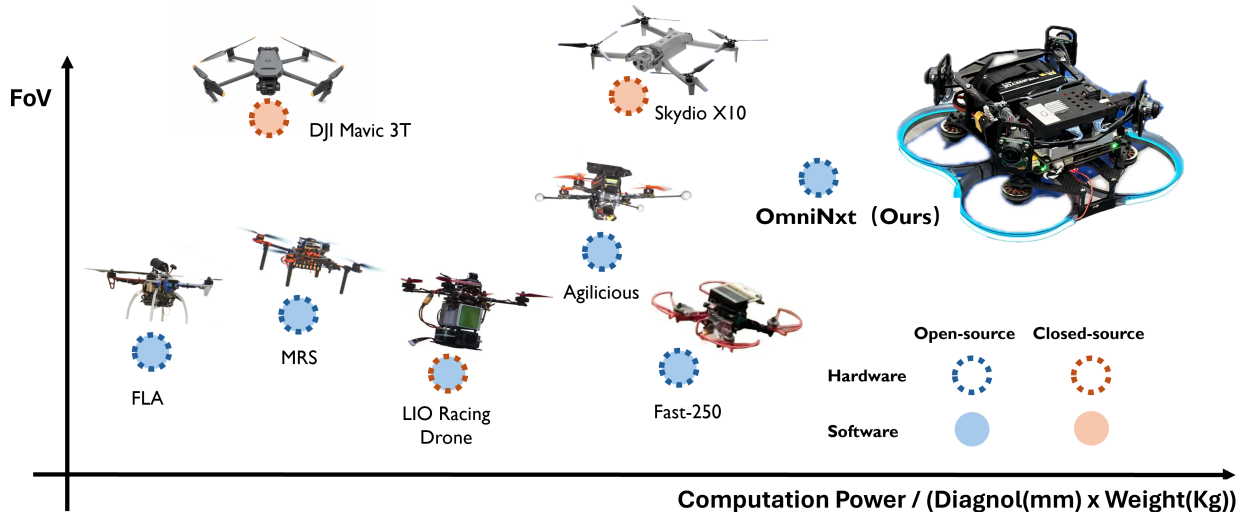 FoV
DJI Mavic 3T
Skydio X10
OmniNxt（Ours）
Agilicious
FLA
MRS
LIO Racing
Drone
Fast-250
Open-source Closed-source
Hardware
Software
Computation Power / (Diagnol(mm) x Weight(Kg))